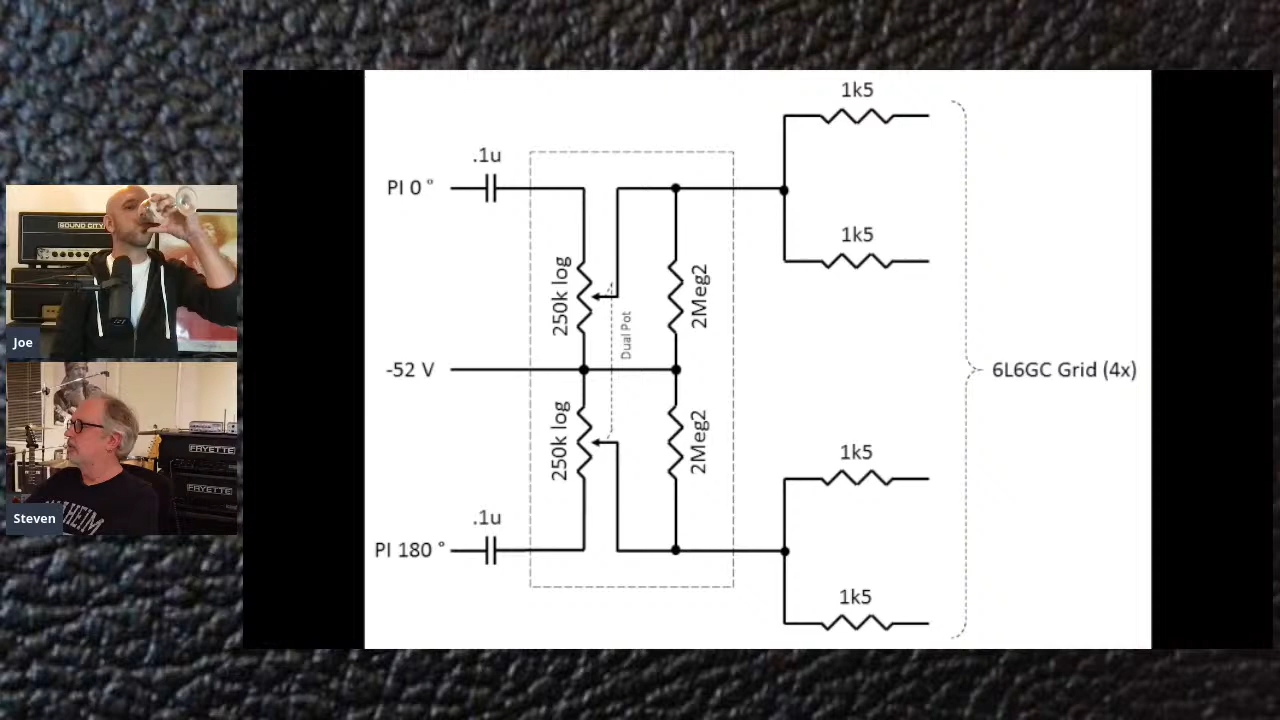 1k5
.1u
PI 0 °
1k5
250k log
2Meg2
Dual Pot
-52 V
6L6GC Grid (4x)
250k log
2Meg2
1k5
.1u
PI 180 °
1k5
SOUND CITY
Joe
FRYETTE
FRYETTE
Steven